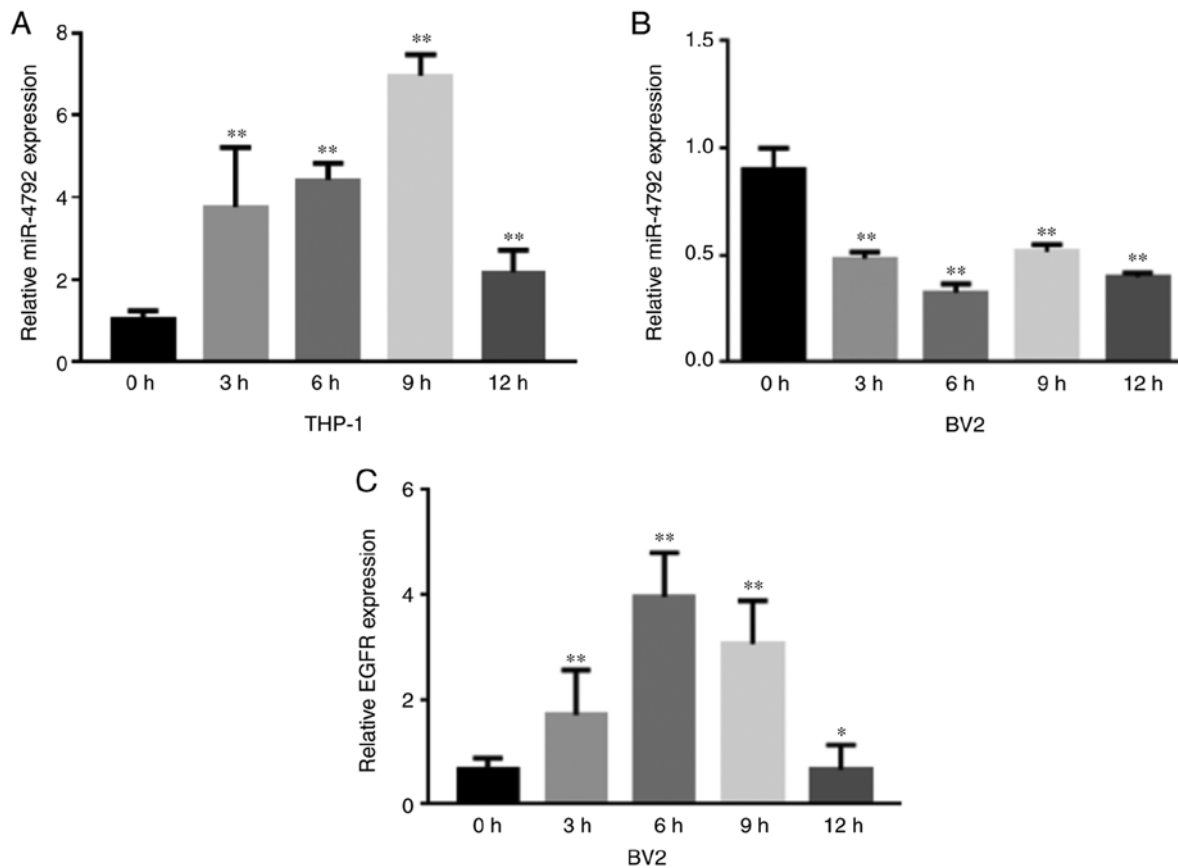 A
Relative miR-4792 expression
8
6
4
2
0
**
**
**
**
0 h 3 h 6 h 9 h 12 h
THP-1
B
Relative miR-4792 expression
1.5
1.0
0.5
0.0
**
**
**
**
0 h 3 h 6 h 9 h 12 h
BV2
C
Relative EGFR expression
6
4
2
0
**
**
**
*
0 h 3 h 6 h 9 h 12 h
BV2